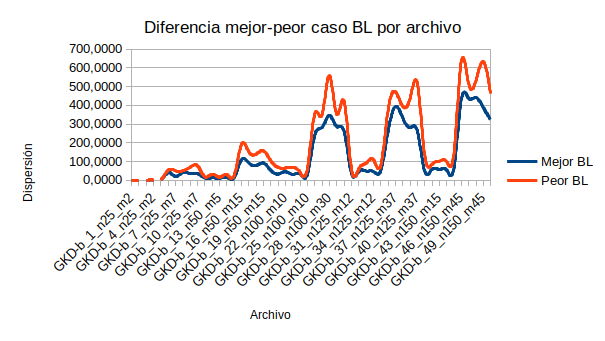 Diferencia mejor-peor caso BL por archivo
700,0000
600,0000
500,0000
400,0000
300,0000
200,0000
100,0000
0,0000
Dispersión
Mejor BL
Peor BL
GKD-b_1_n25_m2
GKD-b_4_n25_m2
GKD-b_7_n25_m7
GKD-b_10_n25_m7
GKD-b_13_n50_m5
GKD-b_16_n50_m15
GKD-b_19_n50_m15
GKD-b_22_n100_m10
GKD-b_25_n100_m10
GKD-b_28_n100_m30
GKD-b_31_n125_m12
GKD-b_34_n125_m12
GKD-b_37_n125_m37
GKD-b_40_n125_m37
GKD-b_43_n150_m15
GKD-b_46_n150_m45
GKD-b_49_n150_m45
Archivo